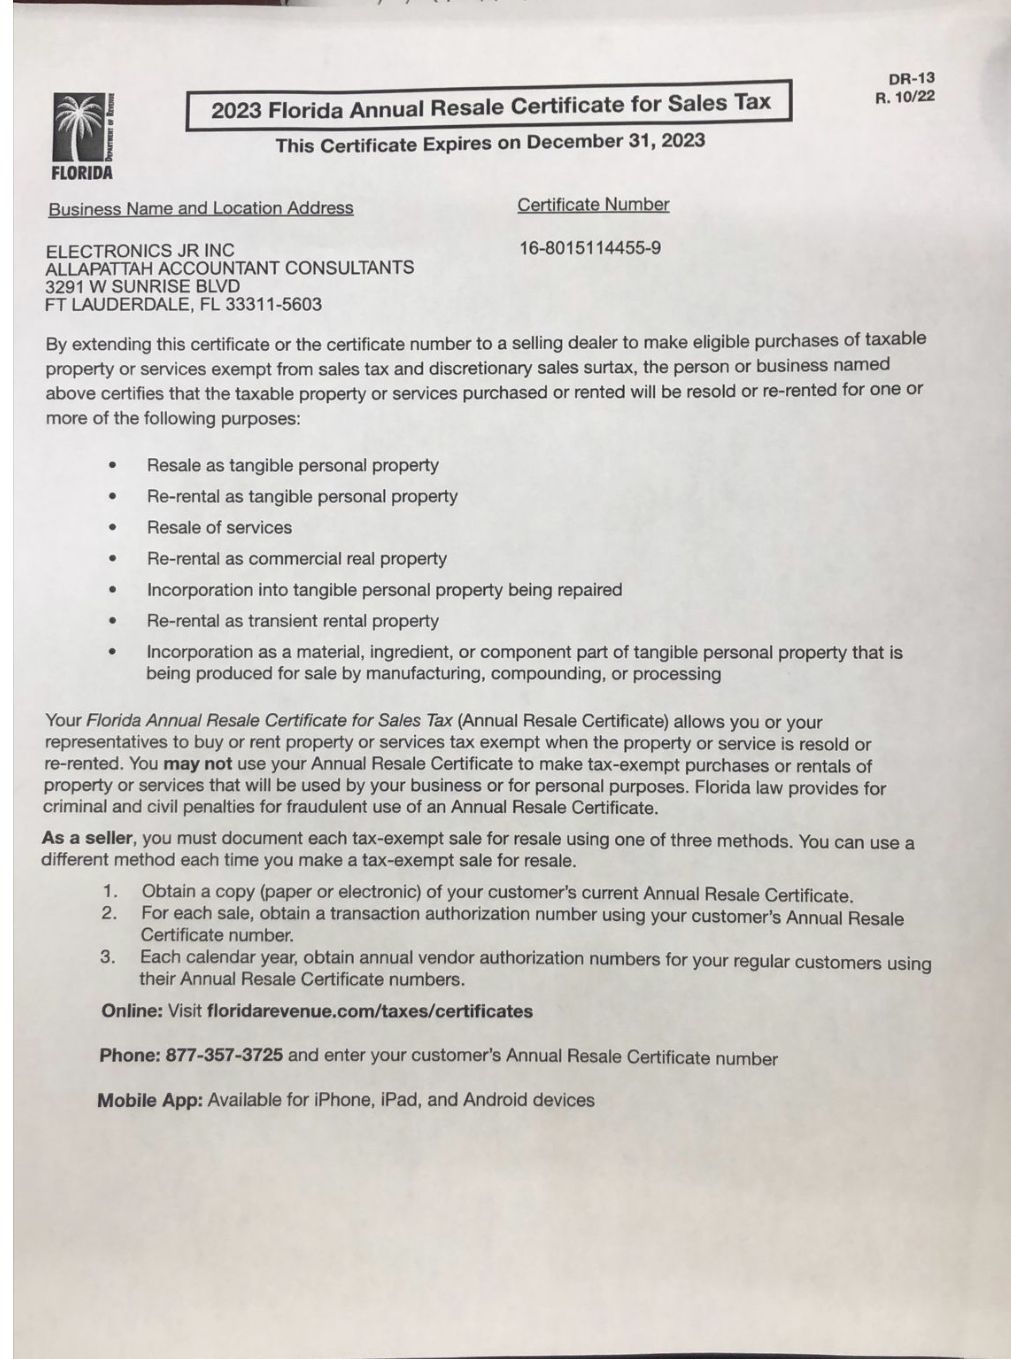 DR-13
R. 10/22
DEPARTMENT OF REVENUE
FLORIDA
2023 Florida Annual Resale Certificate for Sales Tax
This Certificate Expires on December 31, 2023
Business Name and Location Address
Certificate Number
ELECTRONICS JR INC
ALLAPATTAH ACCOUNTANT CONSULTANTS
3291 W SUNRISE BLVD
FT LAUDERDALE, FL 33311-5603
16-8015114455-9
By extending this certificate or the certificate number to a selling dealer to make eligible purchases of taxable
property or services exempt from sales tax and discretionary sales surtax, the person or business named
above certifies that the taxable property or services purchased or rented will be resold or re-rented for one or
more of the following purposes:
• Resale as tangible personal property
• Re-rental as tangible personal property
• Resale of services
• Re-rental as commercial real property
• Incorporation into tangible personal property being repaired
• Re-rental as transient rental property
• Incorporation as a material, ingredient, or component part of tangible personal property that is
being produced for sale by manufacturing, compounding, or processing
Your Florida Annual Resale Certificate for Sales Tax (Annual Resale Certificate) allows you or your
representatives to buy or rent property or services tax exempt when the property or service is resold or
re-rented. You may not use your Annual Resale Certificate to make tax-exempt purchases or rentals of
property or services that will be used by your business or for personal purposes. Florida law provides for
criminal and civil penalties for fraudulent use of an Annual Resale Certificate.
As a seller, you must document each tax-exempt sale for resale using one of three methods. You can use a
different method each time you make a tax-exempt sale for resale.
1. Obtain a copy (paper or electronic) of your customer's current Annual Resale Certificate.
2. For each sale, obtain a transaction authorization number using your customer's Annual Resale
Certificate number.
3. Each calendar year, obtain annual vendor authorization numbers for your regular customers using
their Annual Resale Certificate numbers.
Online: Visit floridarevenue.com/taxes/certificates
Phone: 877-357-3725 and enter your customer's Annual Resale Certificate number
Mobile App: Available for iPhone, iPad, and Android devices